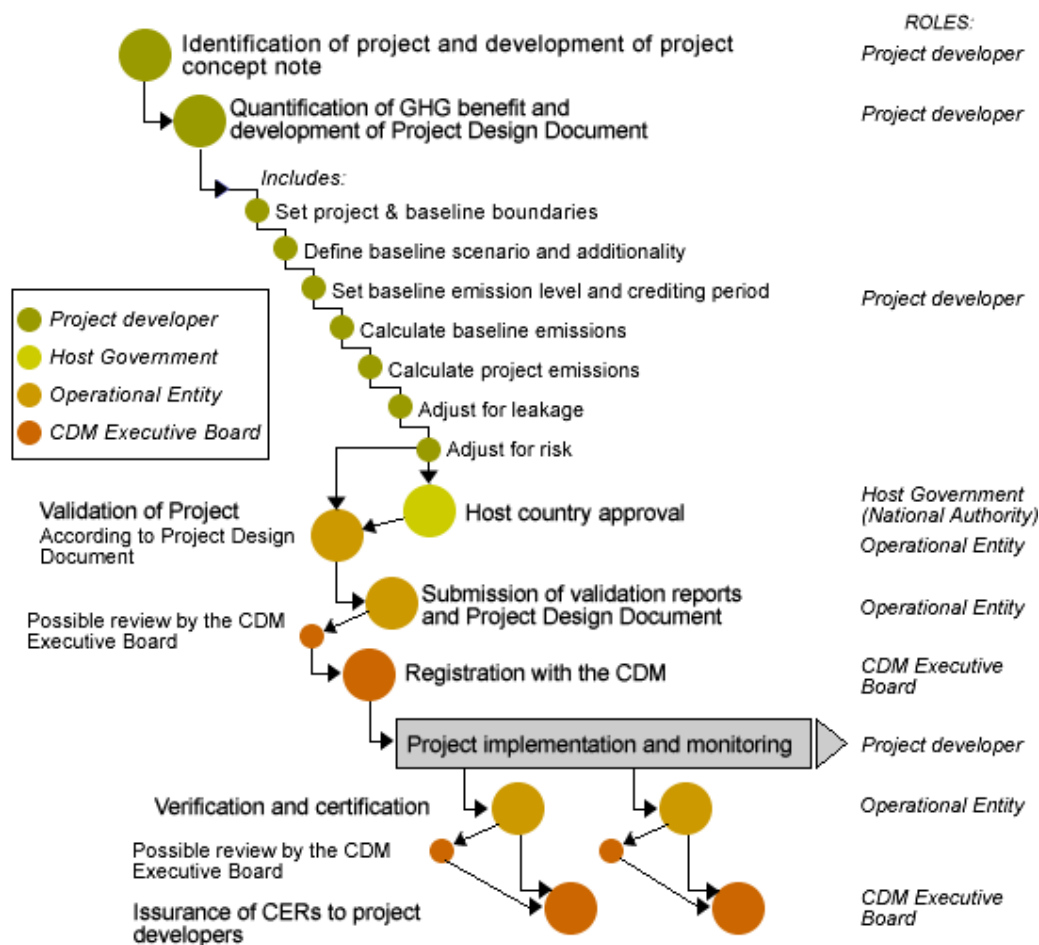 ROLES:
Identification of project and development of project
concept note
Project developer
Quantification of GHG benefit and
development of Project Design Document
Project developer
Includes:
Set project & baseline boundaries
Define baseline scenario and additionality
Set baseline emission level and crediting period
Project developer
Calculate baseline emissions
Calculate project emissions
Adjust for leakage
Adjust for risk
Project developer
Host Government
Operational Entity
CDM Executive Board
Host country approval
Host Government
(National Authority)
Validation of Project
According to Project Design
Document
Operational Entity
Submission of validation reports
and Project Design Document
Operational Entity
Possible review by the CDM
Executive Board
Registration with the CDM
CDM Executive
Board
Project implementation and monitoring
Project developer
Verification and certification
Operational Entity
Possible review by the CDM
Executive Board
Issurance of CERs to project
developers
CDM Executive
Board